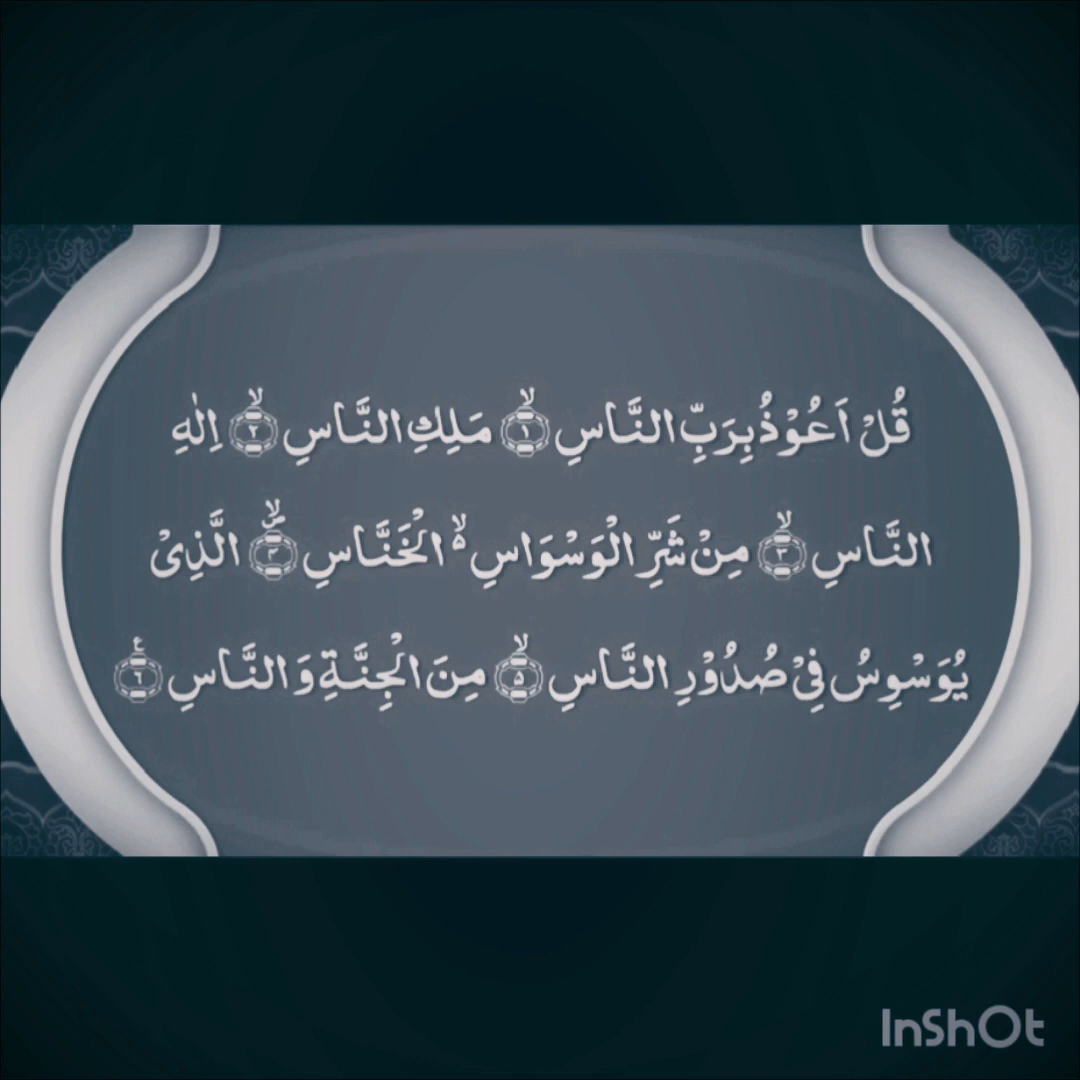 قُلْ اَعُوْذُ بِرَبِّ النَّاسِ ۙ۝۱ مَلِكِ النَّاسِ ۙ۝۲ اِلٰهِ
النَّاسِ ۙ۝۳ مِنْ شَرِّ الْوَسْوَاسِ ۙ۬ الْخَنَّاسِ ۪ۙ۝۴ الَّذِیْ
یُوَسْوِسُ فِیْ صُدُوْرِ النَّاسِ ۙ۝۵ مِنَ الْجِنَّةِ وَ النَّاسِ ۠۝۶
InShOt